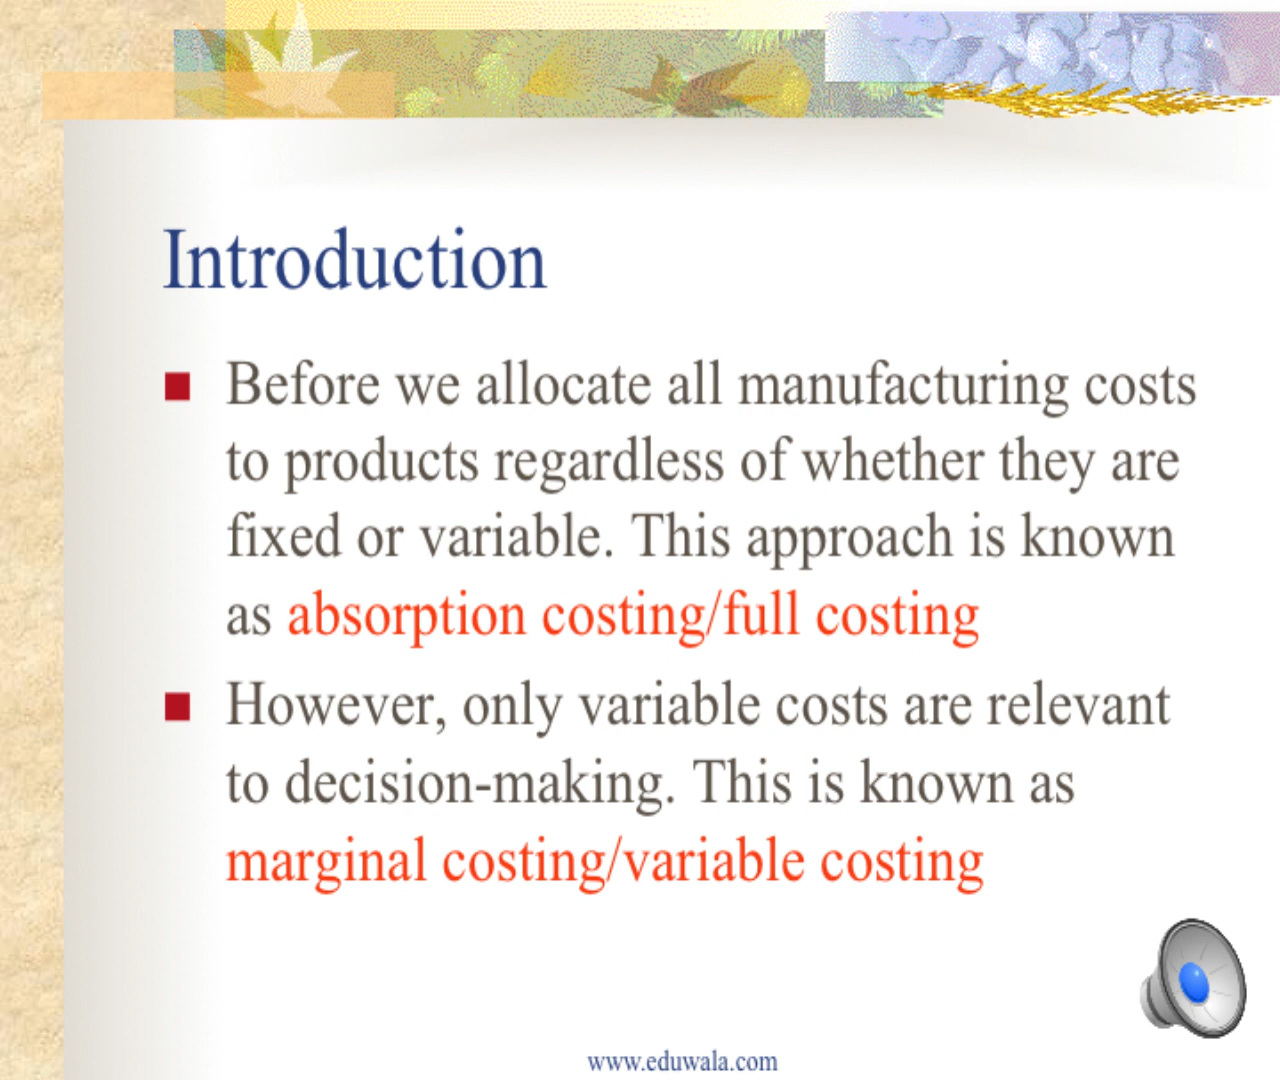 Introduction
Before we allocate all manufacturing costs
to products regardless of whether they are
fixed or variable. This approach is known
as absorption costing/full costing
However, only variable costs are relevant
to decision-making. This is known as
marginal costing/variable costing
www.eduwala.com